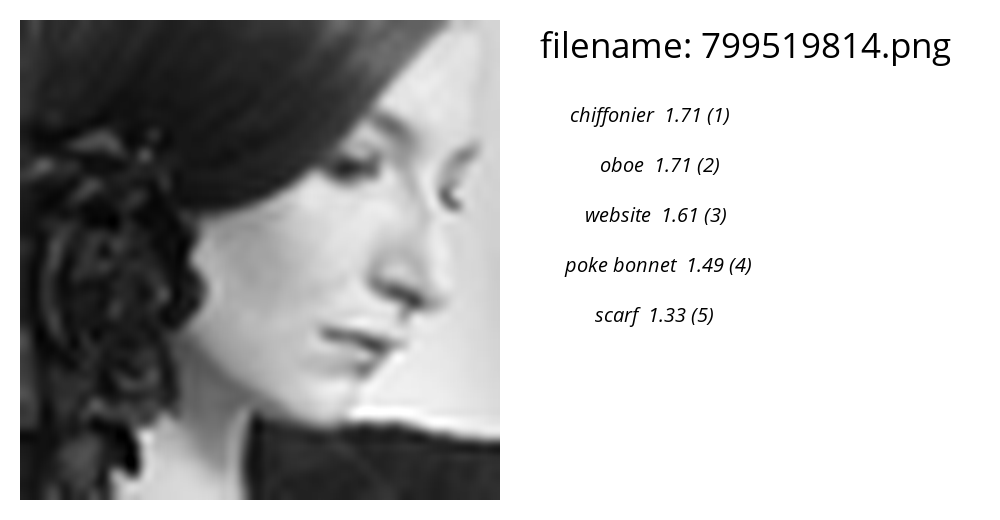 filename: 799519814.png
chiffonier 1.71 (1)
oboe 1.71 (2)
website 1.61 (3)
poke bonnet 1.49 (4)
scarf 1.33 (5)